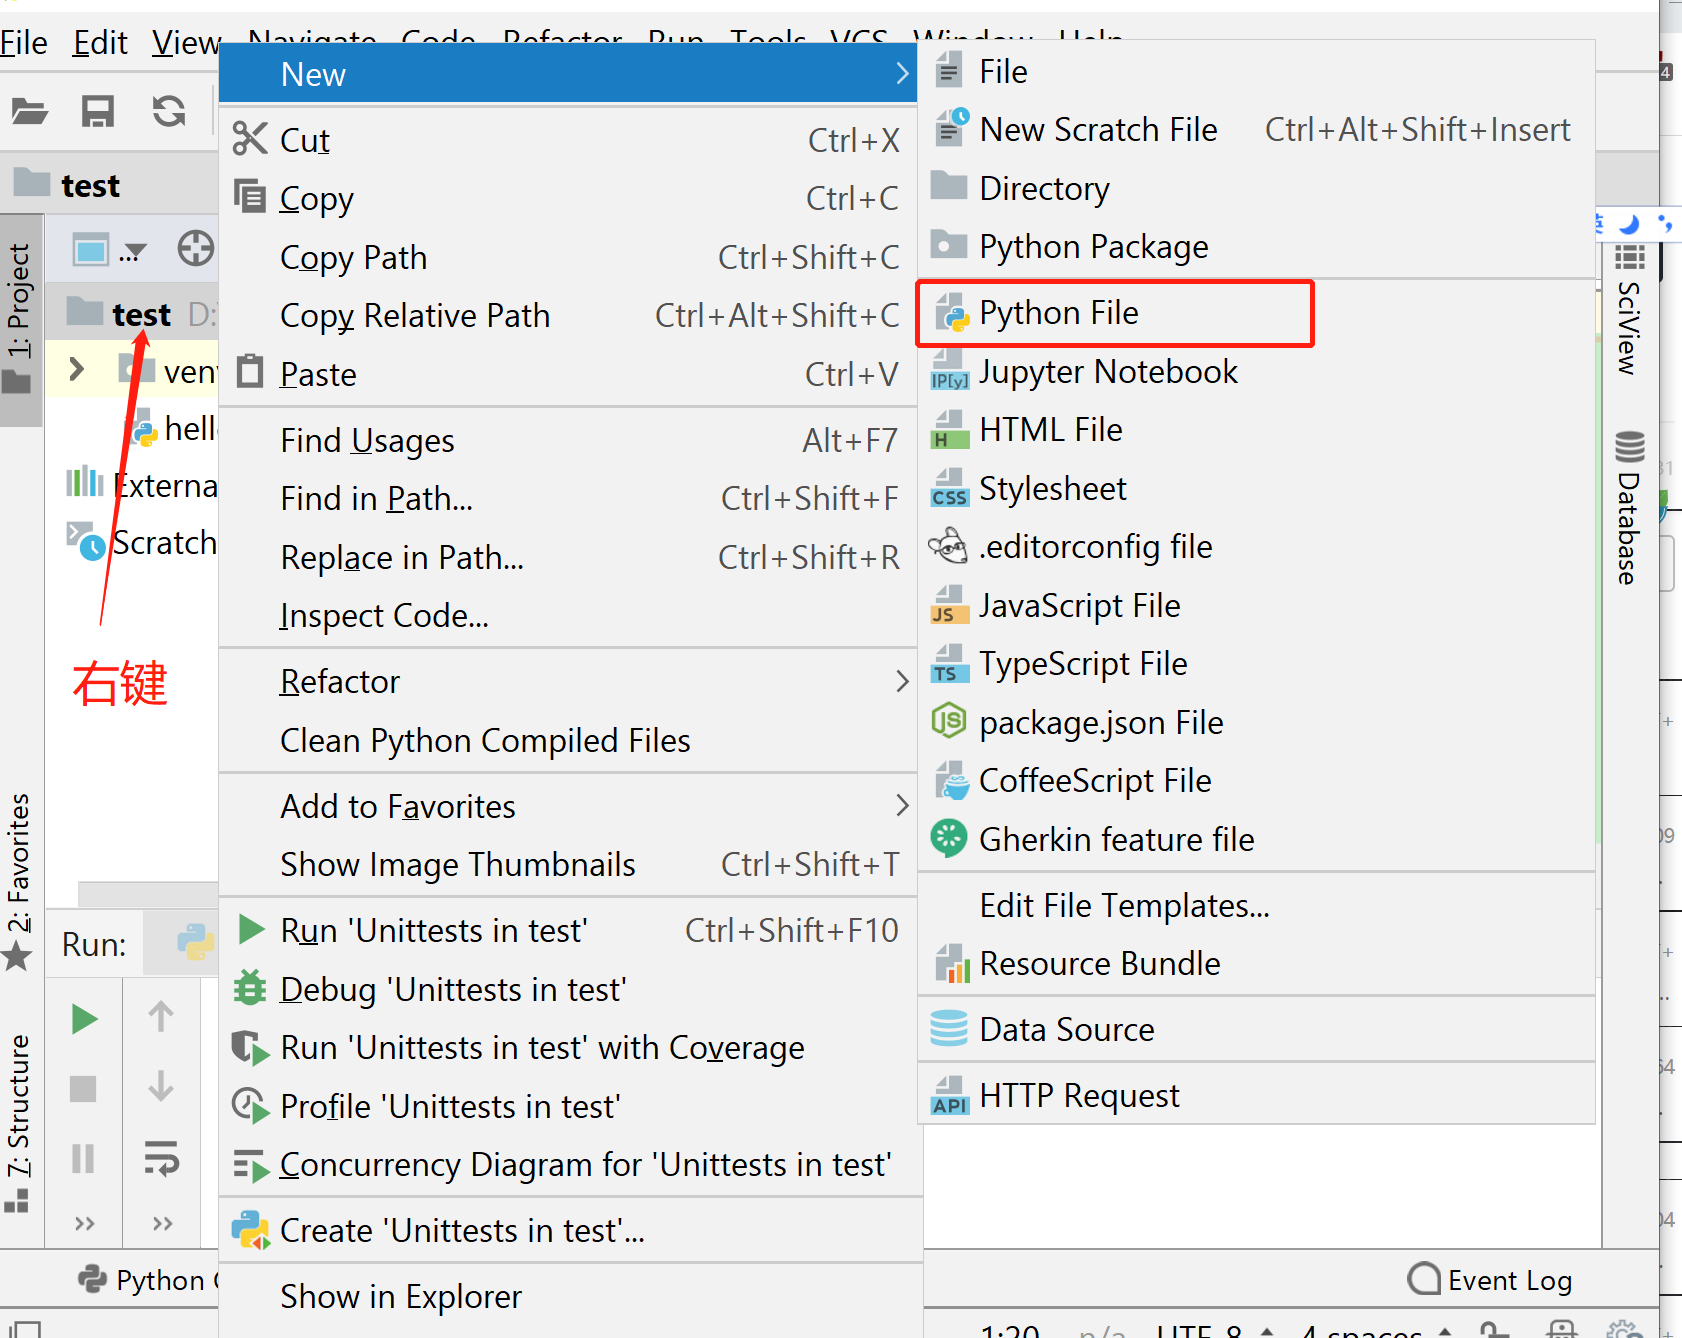 File Edit View Navigate Code Refactor Run Tools VCS Window Help
test
1: Project
test D:
venv
hello
External
Scratch
右键
2: Favorites
Run:
7: Structure
Python
New
Cut Ctrl+X
Copy Ctrl+C
Copy Path Ctrl+Shift+C
Copy Relative Path Ctrl+Alt+Shift+C
Paste Ctrl+V
Find Usages Alt+F7
Find in Path... Ctrl+Shift+F
Replace in Path... Ctrl+Shift+R
Inspect Code...
Refactor
Clean Python Compiled Files
Add to Favorites
Show Image Thumbnails Ctrl+Shift+T
Run 'Unittests in test' Ctrl+Shift+F10
Debug 'Unittests in test'
Run 'Unittests in test' with Coverage
Profile 'Unittests in test'
Concurrency Diagram for 'Unittests in test'
Create 'Unittests in test'...
Show in Explorer
File
New Scratch File Ctrl+Alt+Shift+Insert
Directory
Python Package
Python File
IP[y] Jupyter Notebook
H HTML File
CSS Stylesheet
.editorconfig file
JS JavaScript File
TS TypeScript File
JS package.json File
CoffeeScript File
Gherkin feature file
Edit File Templates...
Resource Bundle
Data Source
API HTTP Request
SciView
Database
Event Log
1:20 n/a UTF-8 4 spaces